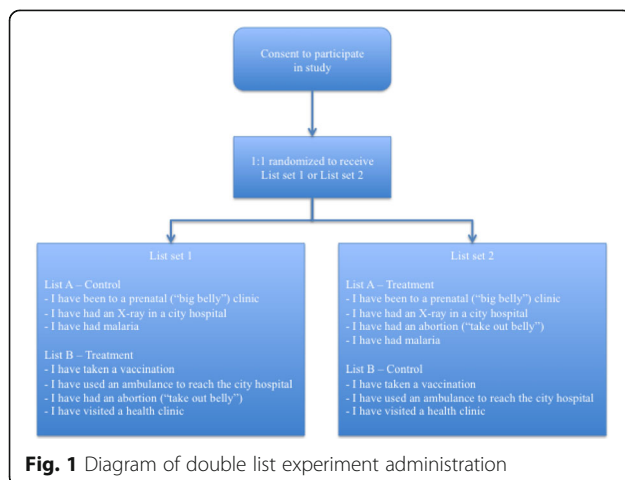 Consent to participate
in study
1:1 randomized to receive
List set 1 or List set 2
List set 1
List A – Control
- I have been to a prenatal (“big belly”) clinic
- I have had an X-ray in a city hospital
- I have had malaria
List B – Treatment
- I have taken a vaccination
- I have used an ambulance to reach the city hospital
- I have had an abortion (“take out belly”)
- I have visited a health clinic
List set 2
List A – Treatment
- I have been to a prenatal (“big belly”) clinic
- I have had an X-ray in a city hospital
- I have had an abortion (“take out belly”)
- I have had malaria
List B – Control
- I have taken a vaccination
- I have used an ambulance to reach the city hospital
- I have visited a health clinic
Fig. 1 Diagram of double list experiment administration